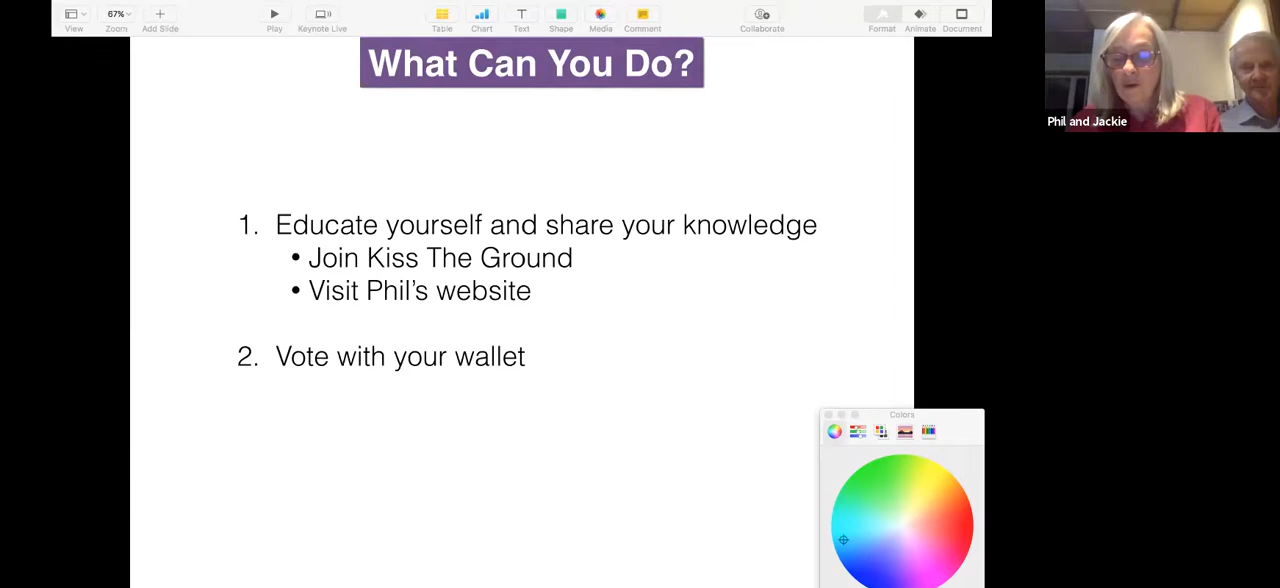 67%
View
Zoom
Add Slide
Play
Keynote Live
Table
Chart
Text
Shape
Media
Comment
Collaborate
Format
Animate
Document
What Can You Do?
Phil and Jackie
1. Educate yourself and share your knowledge
• Join Kiss The Ground
• Visit Phil's website
2. Vote with your wallet
Colors